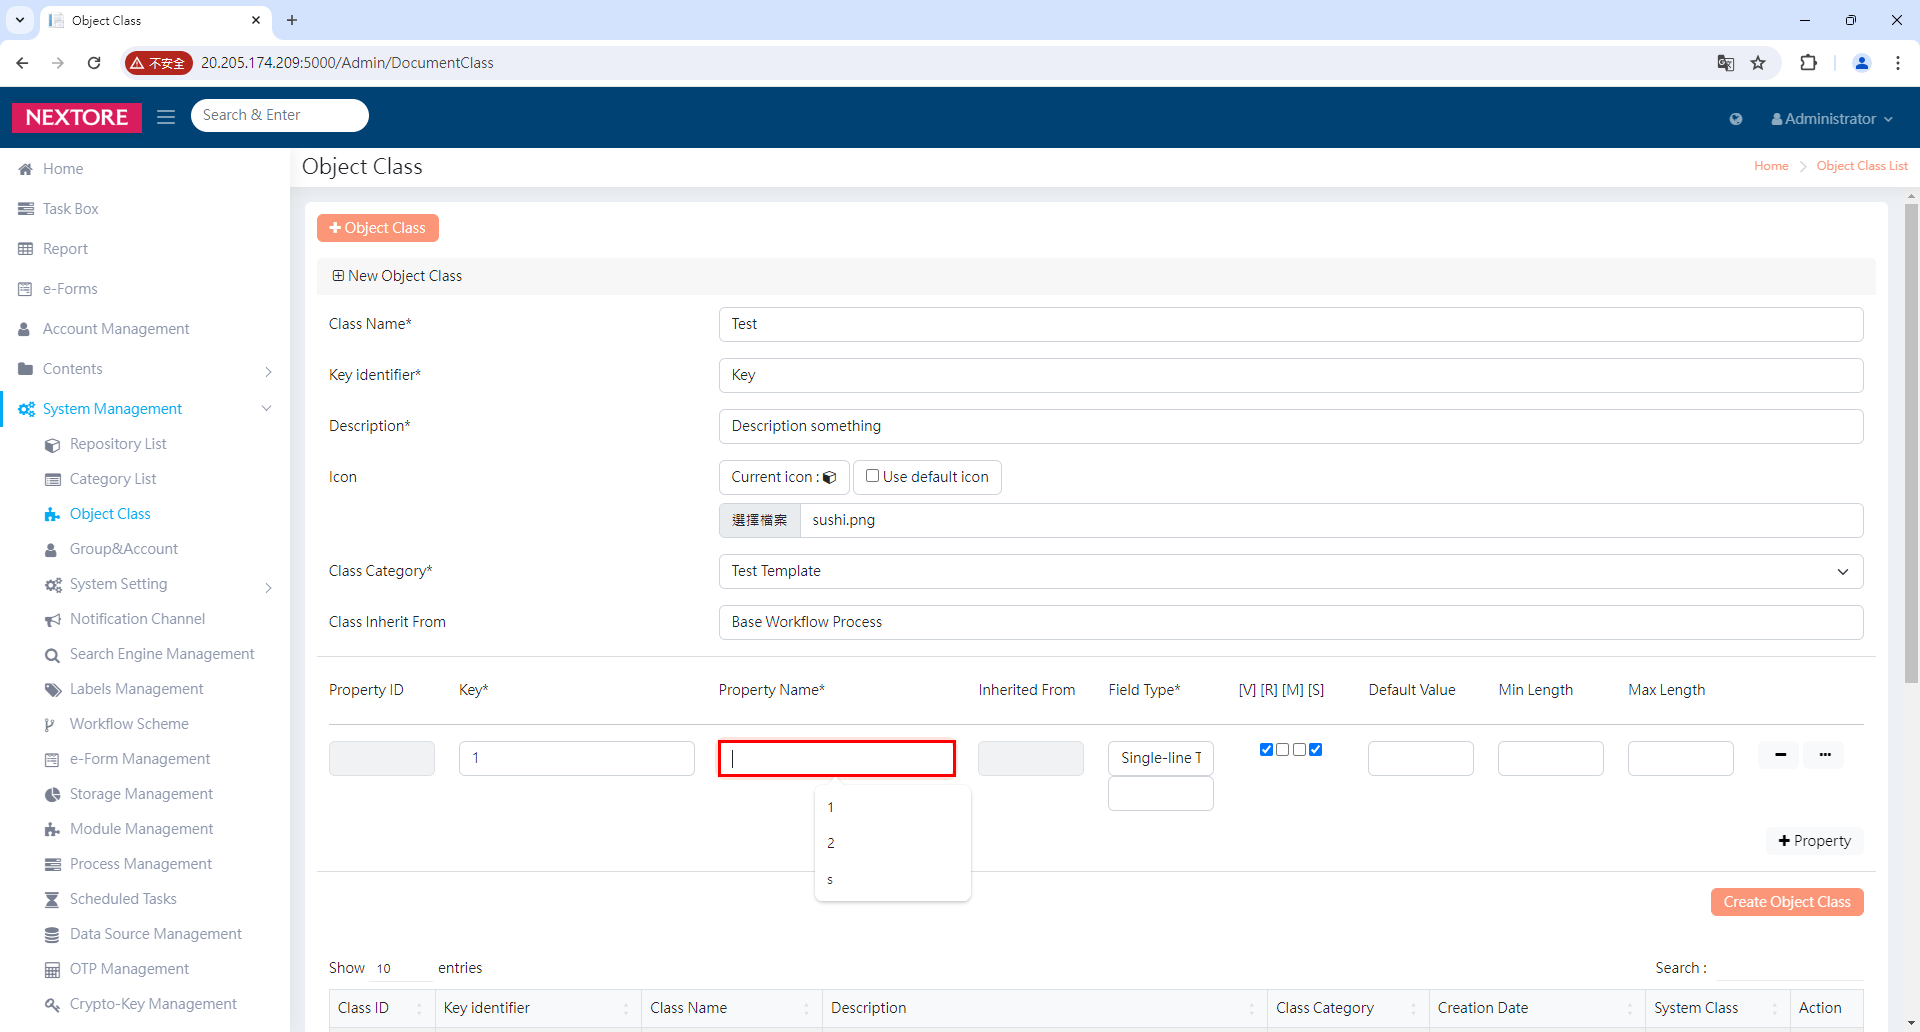 Object Class
不安全 20.205.174.209:5000/Admin/DocumentClass
NEXTORE Search & Enter Administrator
Home
Task Box
Report
e-Forms
Account Management
Contents
System Management
Repository List
Category List
Object Class
Group&Account
System Setting
Notification Channel
Search Engine Management
Labels Management
Workflow Scheme
e-Form Management
Storage Management
Module Management
Process Management
Scheduled Tasks
Data Source Management
OTP Management
Crypto-Key Management
Object Class Home Object Class List
Object Class
New Object Class
Class Name* Test
Key identifier* Key
Description* Description something
Icon Current icon : Use default icon
選擇檔案 sushi.png
Class Category* Test Template
Class Inherit From Base Workflow Process
Property ID Key* Property Name* Inherited From Field Type* [V] [R] [M] [S] Default Value Min Length Max Length
1 Single-line T
1
2
s
Property
Create Object Class
Show 10 entries Search :
Class ID Key identifier Class Name Description Class Category Creation Date System Class Action